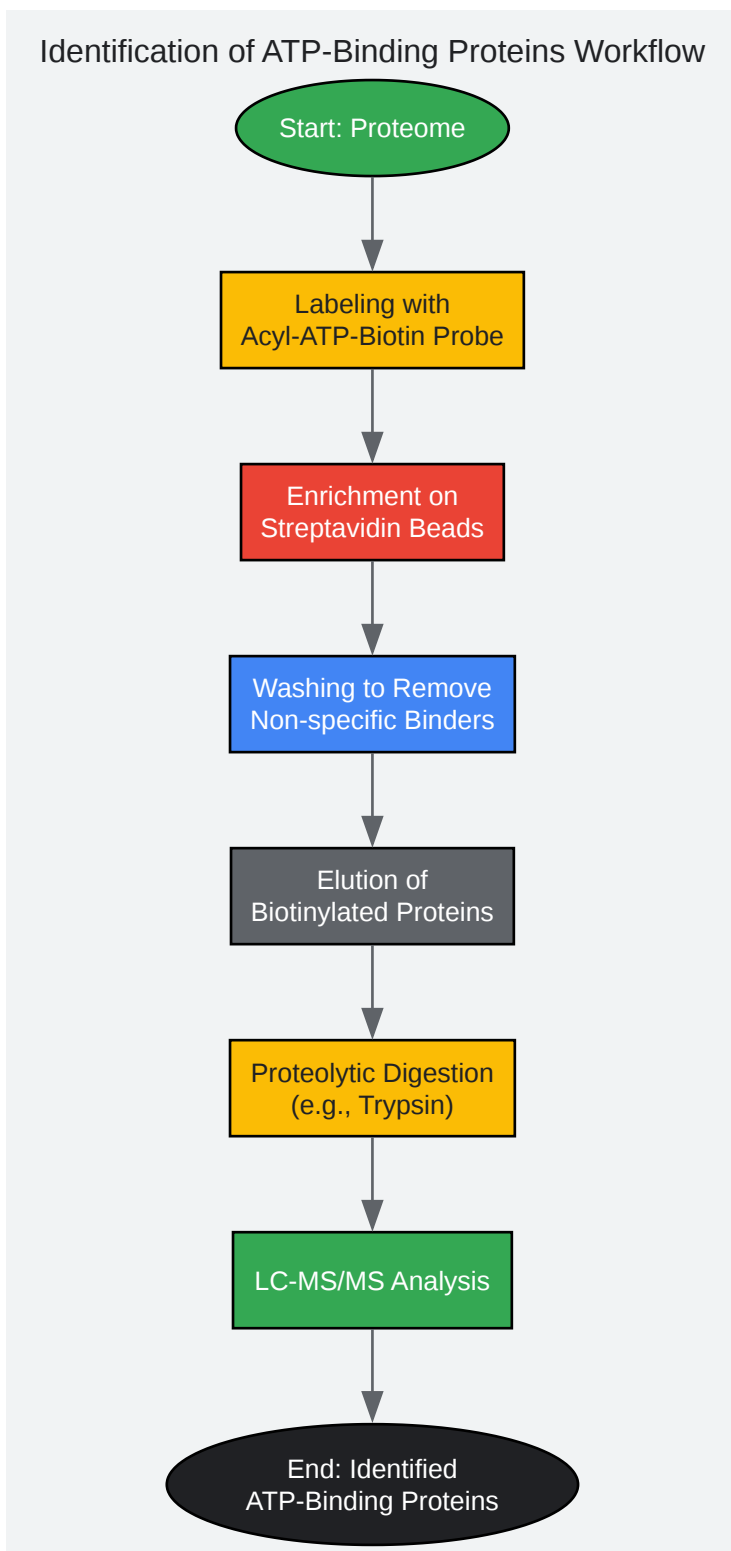 Identification of ATP-Binding Proteins Workflow
Start: Proteome
Labeling with
Acyl-ATP-Biotin Probe
Enrichment on
Streptavidin Beads
Washing to Remove
Non-specific Binders
Elution of
Biotinylated Proteins
Proteolytic Digestion
(e.g., Trypsin)
LC-MS/MS Analysis
End: Identified
ATP-Binding Proteins